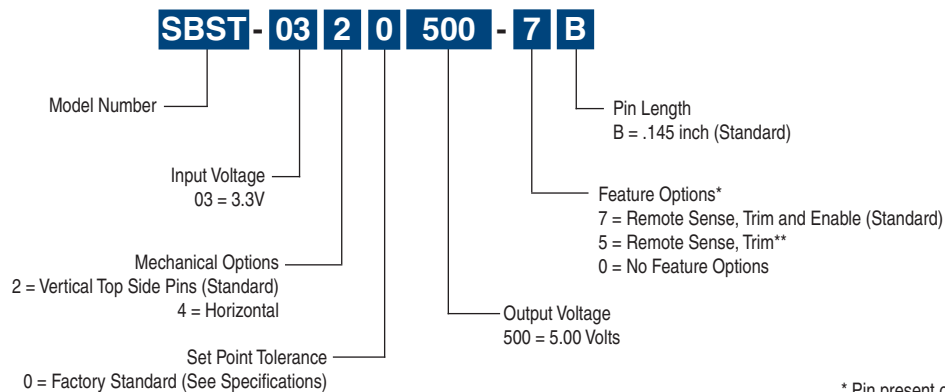 SBST - 03 2 0 500 - 7 B
Model Number
Pin Length
B = .145 inch (Standard)
Input Voltage
03 = 3.3V
Feature Options*
7 = Remote Sense, Trim and Enable (Standard)
5 = Remote Sense, Trim**
0 = No Feature Options
Mechanical Options
2 = Vertical Top Side Pins (Standard)
4 = Horizontal
Output Voltage
500 = 5.00 Volts
Set Point Tolerance
0 = Factory Standard (See Specifications)
* Pin present